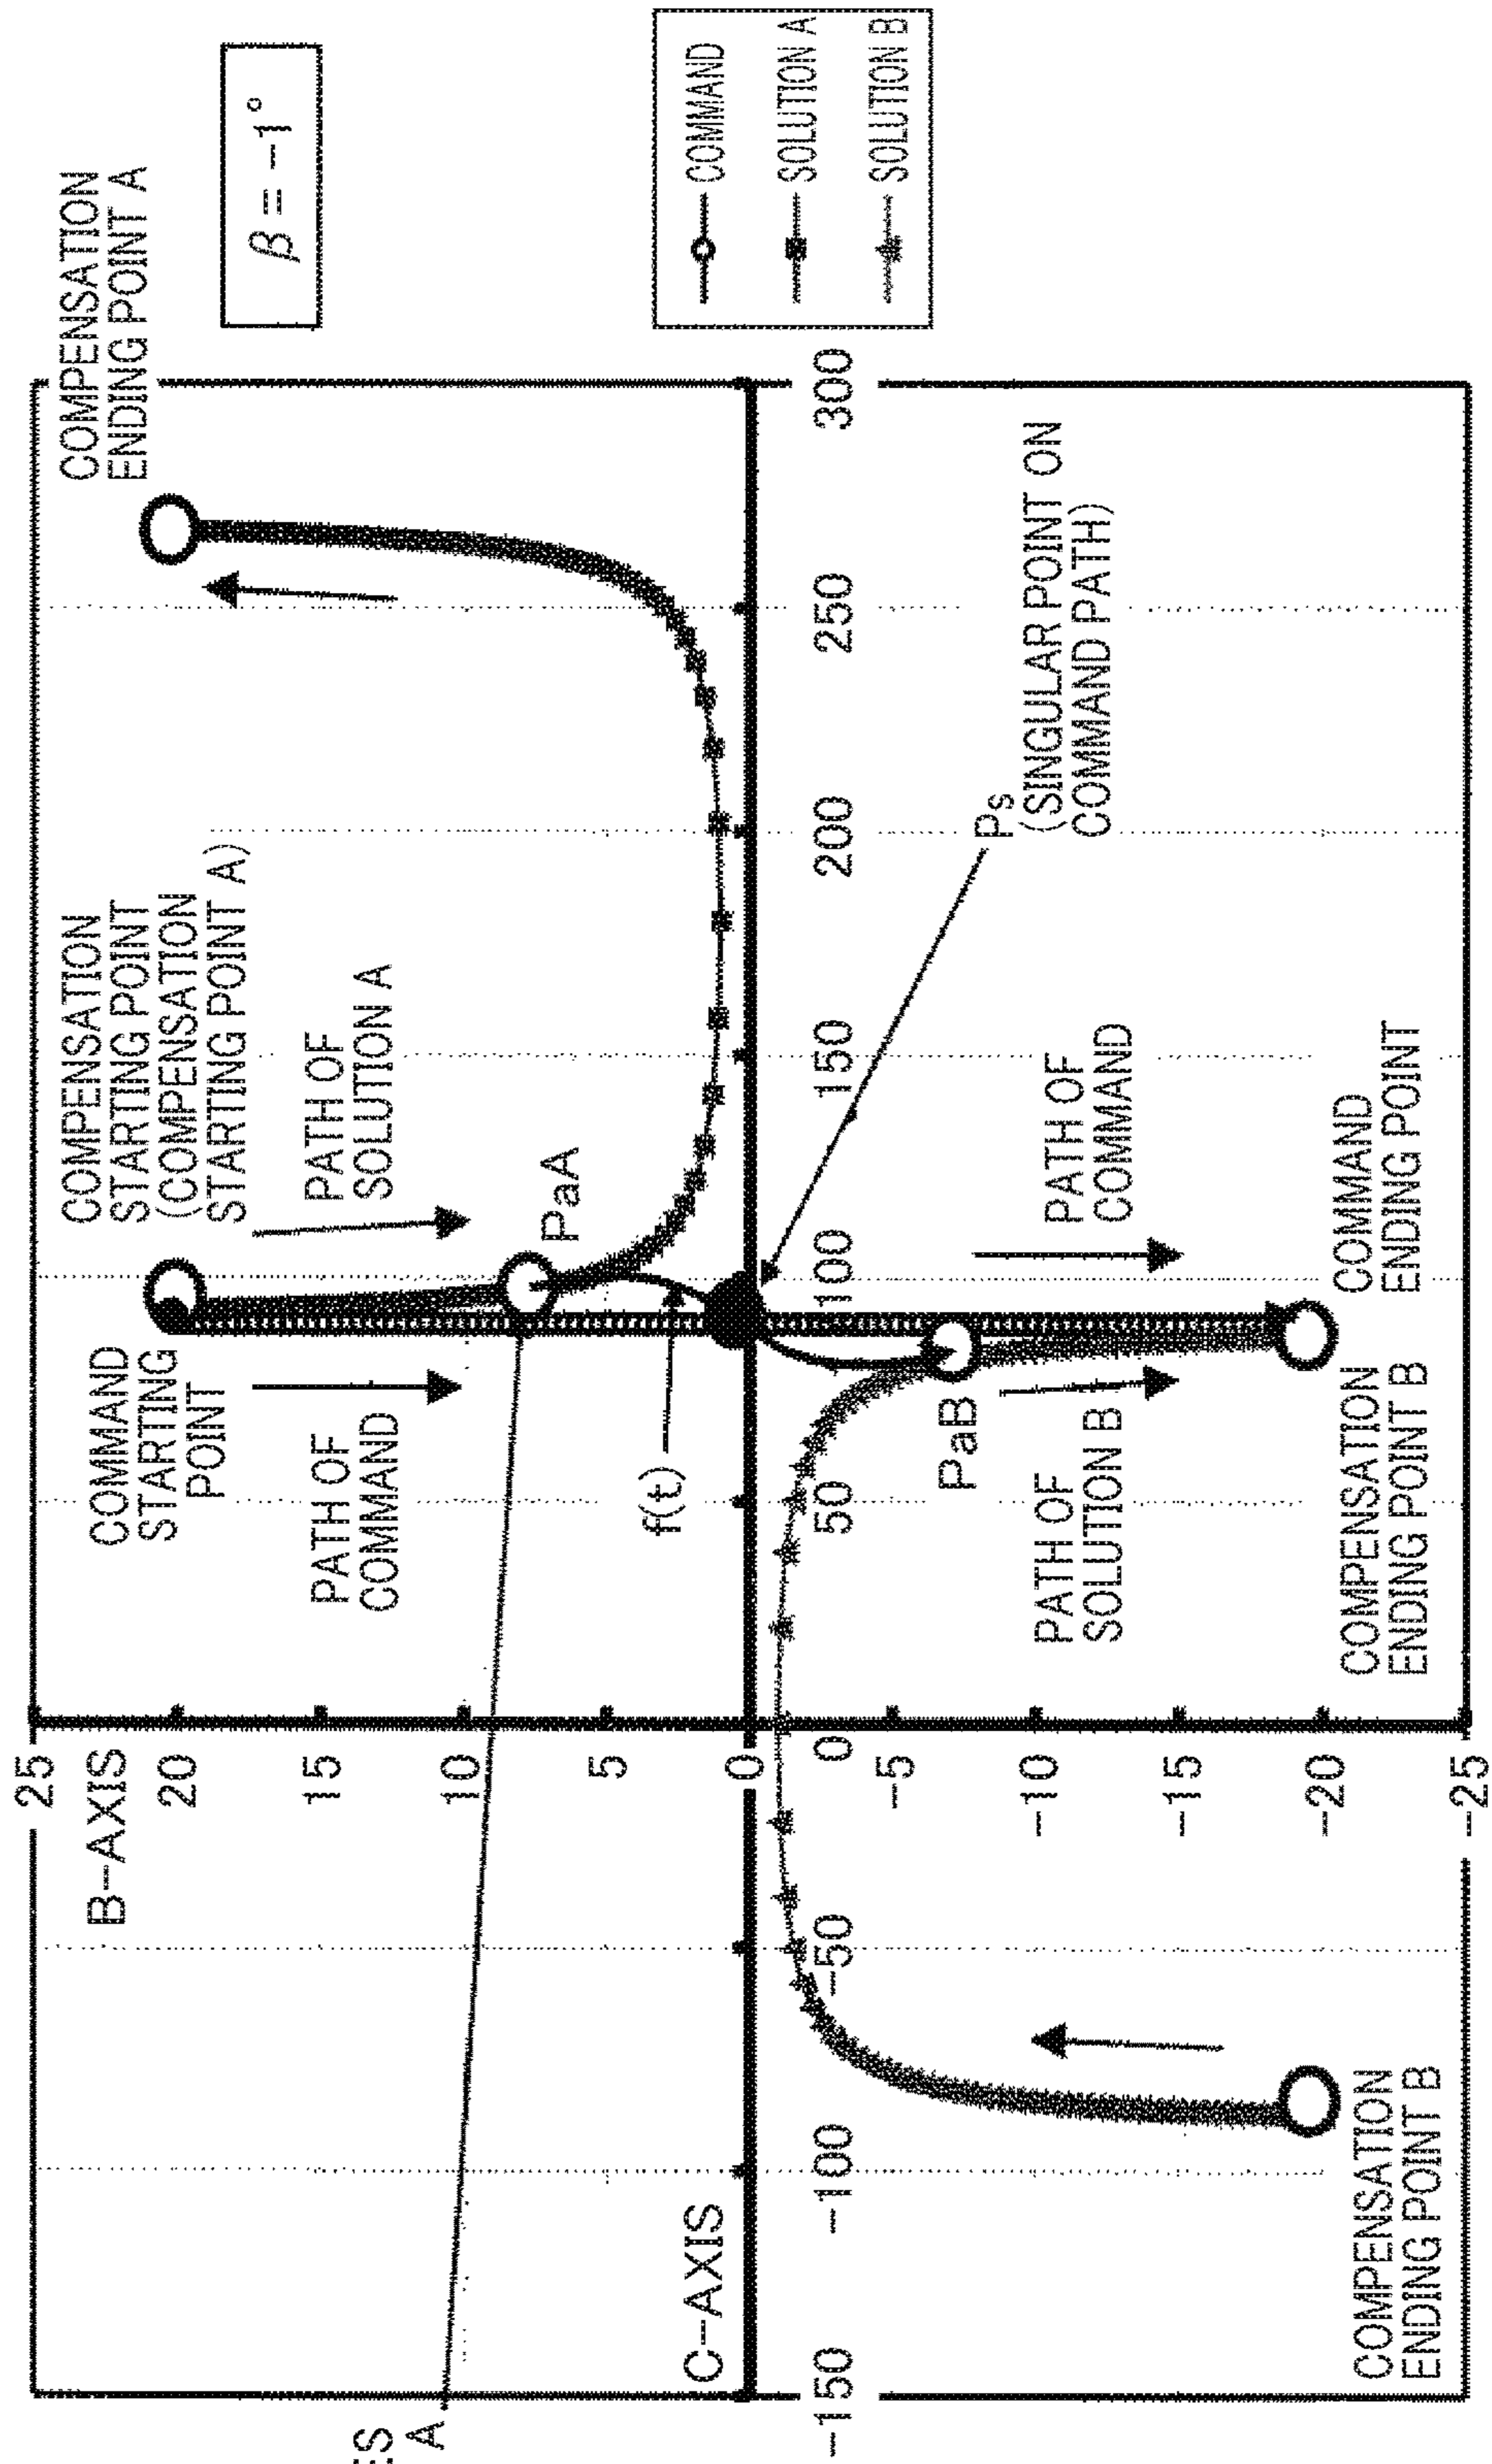 β = −1°
COMMAND
SOLUTION A
SOLUTION B
COMPENSATION
ENDING POINT A
COMPENSATION
STARTING POINT
(COMPENSATION
STARTING POINT A)
PATH OF
SOLUTION A
PaA
COMMAND
STARTING
POINT
PATH OF
COMMAND
f(t)
B-AXIS
25
20
15
10
5
0
-5
-10
-15
-20
-25
C-AXIS
-150
-100
-50
0
50
100
150
200
250
300
Ps
(SINGULAR POINT ON
COMMAND PATH)
PATH OF
COMMAND
COMMAND
ENDING POINT
PaB
PATH OF
SOLUTION B
COMPENSATION
ENDING POINT B
COMPENSATION
ENDING POINT B
ES
A